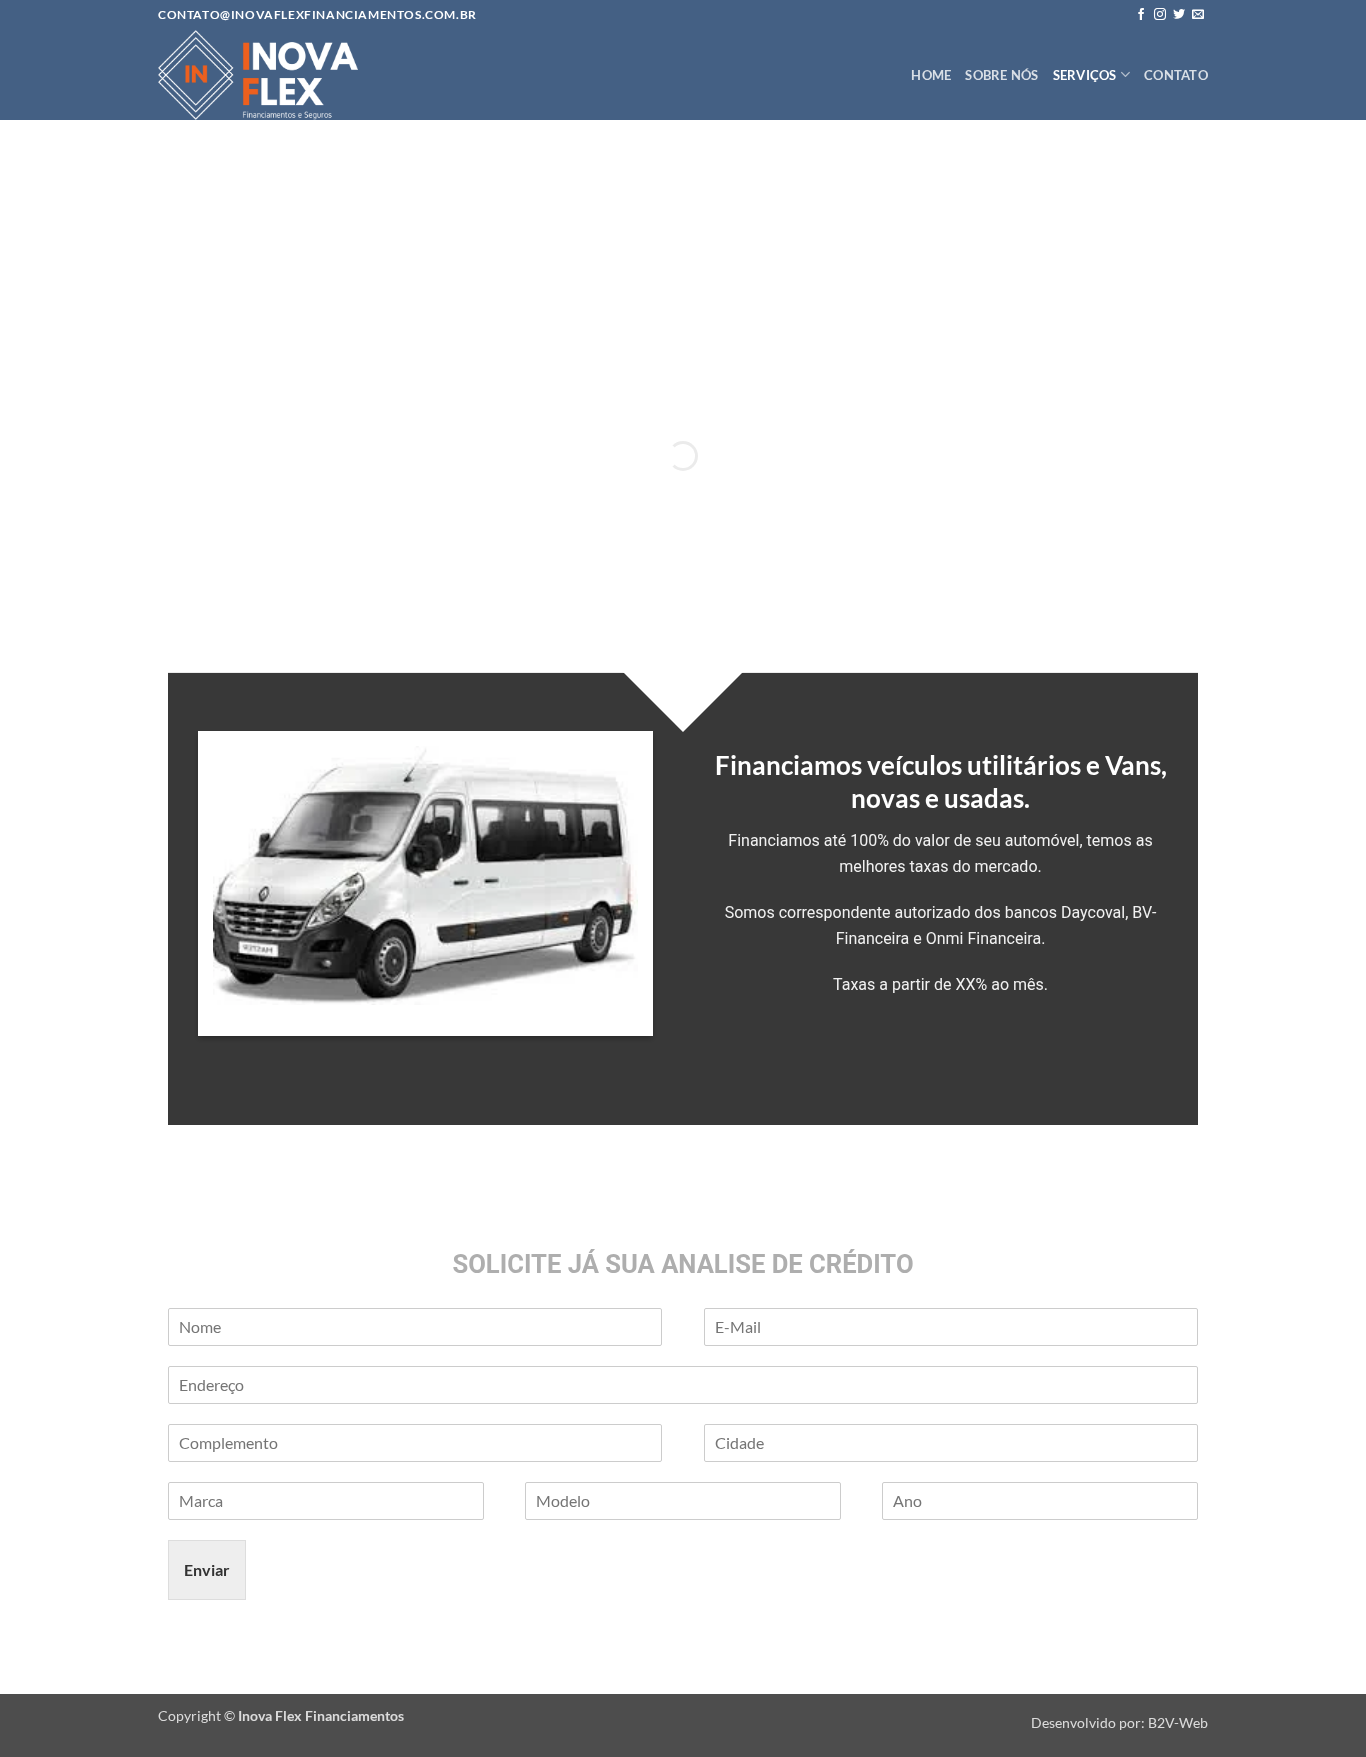 CONTATO@INOVAFLEXFINANCIAMENTOS.COM.BR
IN
INOVA
FLEX
Financiamentos e Seguros
HOME SOBRE NÓS SERVIÇOS CONTATO
MASTER
Financiamos veículos utilitários e Vans,
novas e usadas.
Financiamos até 100% do valor de seu automóvel, temos as
melhores taxas do mercado.
Somos correspondente autorizado dos bancos Daycoval, BV-
Financeira e Onmi Financeira.
Taxas a partir de XX% ao mês.
SOLICITE JÁ SUA ANALISE DE CRÉDITO
Nome
E-Mail
Endereço
Complemento
Cidade
Marca
Modelo
Ano
Enviar
Copyright © Inova Flex Financiamentos
Desenvolvido por: B2V-Web